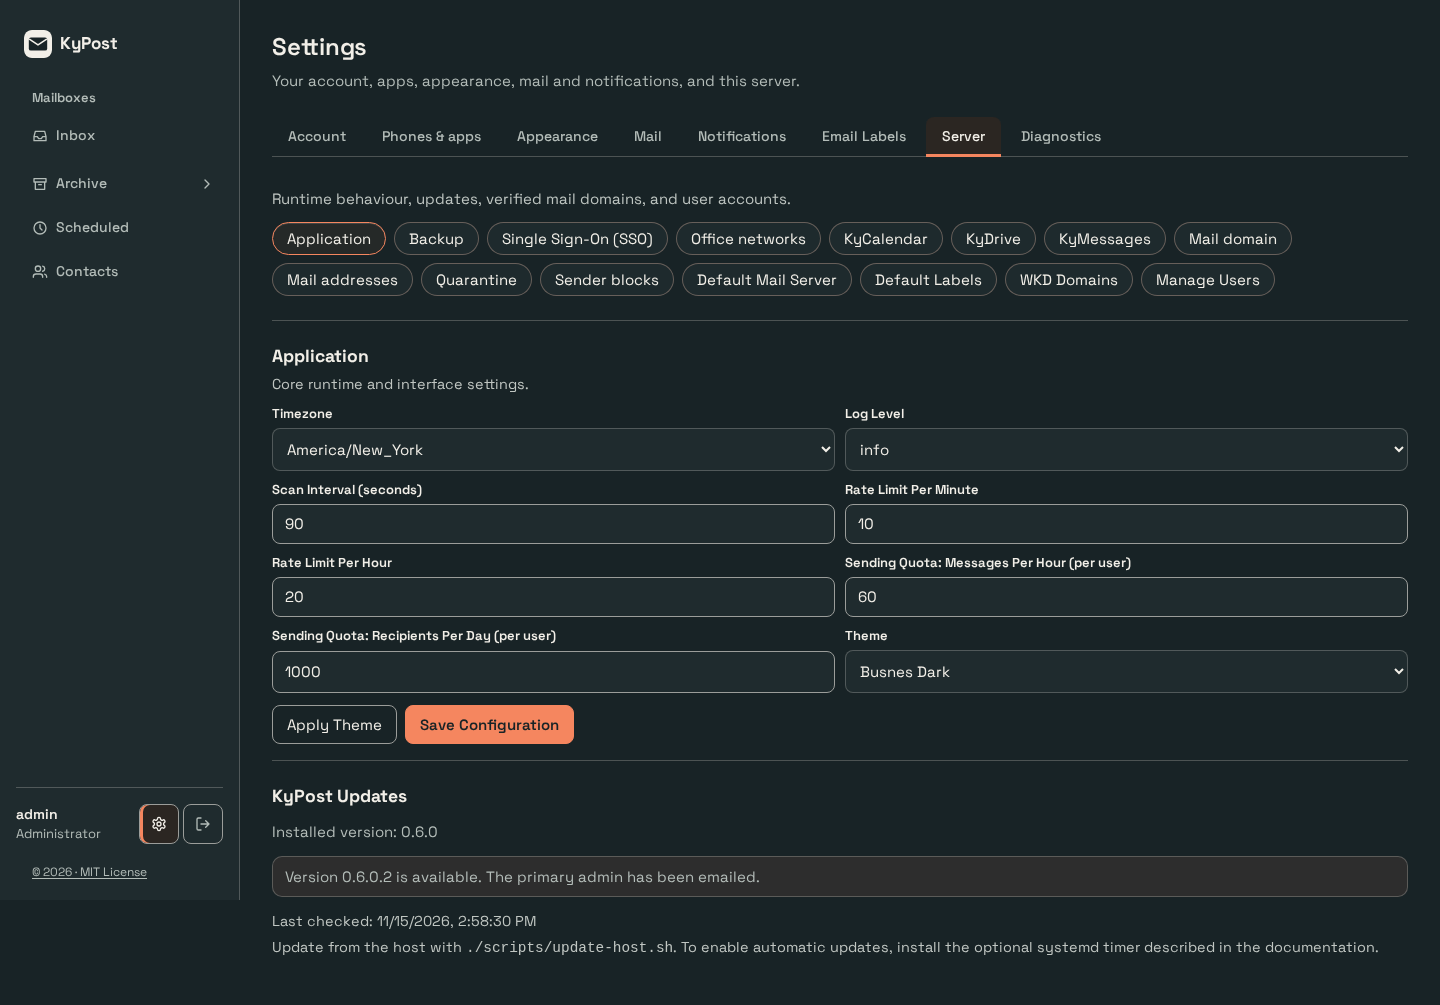 KyPost
Mailboxes
Inbox
Archive
Scheduled
Contacts
admin
Administrator
© 2026 · MIT License
Settings
Your account, apps, appearance, mail and notifications, and this server.
Account Phones & apps Appearance Mail Notifications Email Labels Server Diagnostics
Runtime behaviour, updates, verified mail domains, and user accounts.
Application Backup Single Sign-On (SSO) Office networks KyCalendar KyDrive KyMessages Mail domain
Mail addresses Quarantine Sender blocks Default Mail Server Default Labels WKD Domains Manage Users
Application
Core runtime and interface settings.
Timezone Log Level
America/New_York info
Scan Interval (seconds) Rate Limit Per Minute
90 10
Rate Limit Per Hour Sending Quota: Messages Per Hour (per user)
20 60
Sending Quota: Recipients Per Day (per user) Theme
1000 Busnes Dark
Apply Theme Save Configuration
KyPost Updates
Installed version: 0.6.0
Version 0.6.0.2 is available. The primary admin has been emailed.
Last checked: 11/15/2026, 2:58:30 PM
Update from the host with ./scripts/update-host.sh. To enable automatic updates, install the optional systemd timer described in the documentation.